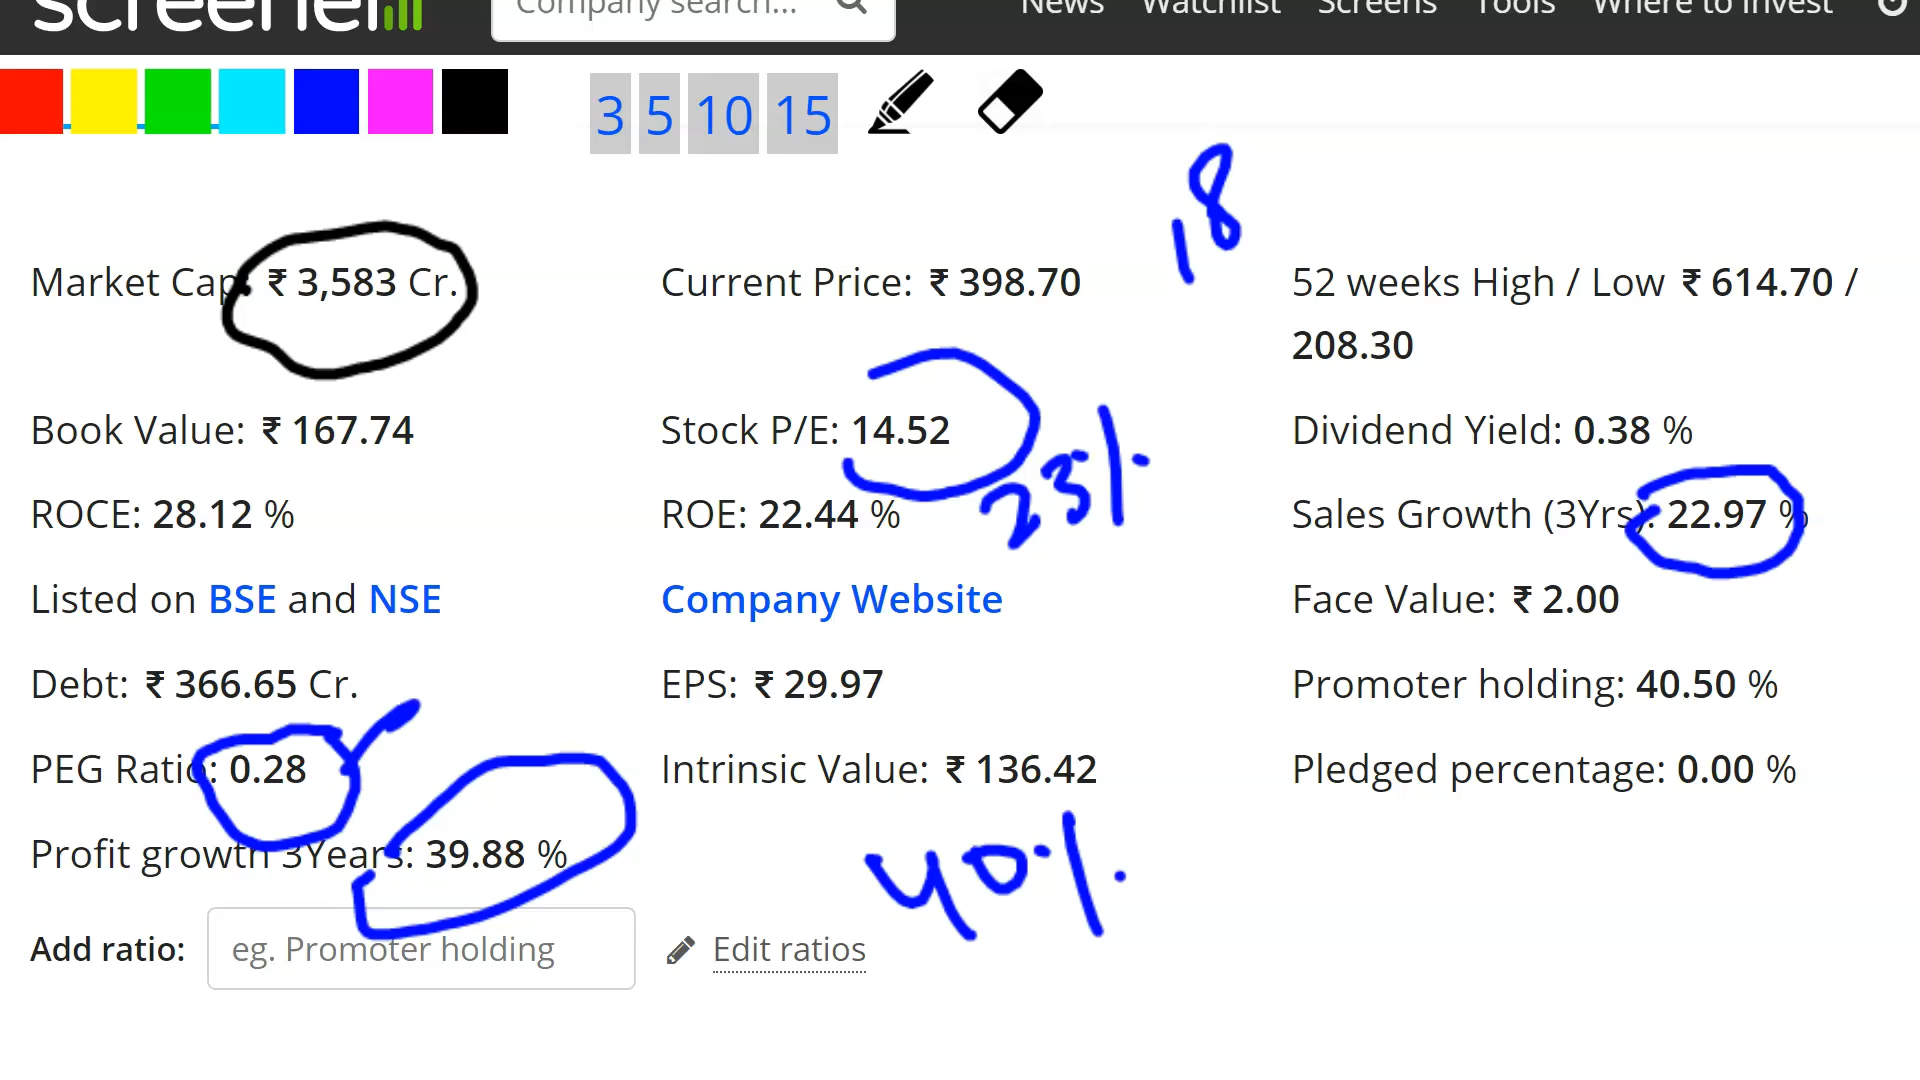 screener
Company search...
News Watchlist Screens Tools Where to Invest
3 5 10 15
18
Market Cap: ₹ 3,583 Cr.
Current Price: ₹ 398.70
52 weeks High / Low ₹ 614.70 /
208.30
Book Value: ₹ 167.74
Stock P/E: 14.52
Dividend Yield: 0.38 %
23%
ROCE: 28.12 %
ROE: 22.44 %
Sales Growth (3Yrs): 22.97 %
Listed on BSE and NSE
Company Website
Face Value: ₹ 2.00
Debt: ₹ 366.65 Cr.
EPS: ₹ 29.97
Promoter holding: 40.50 %
PEG Ratio: 0.28
Intrinsic Value: ₹ 136.42
Pledged percentage: 0.00 %
Profit growth 3Years: 39.88 %
40%
Add ratio: eg. Promoter holding Edit ratios